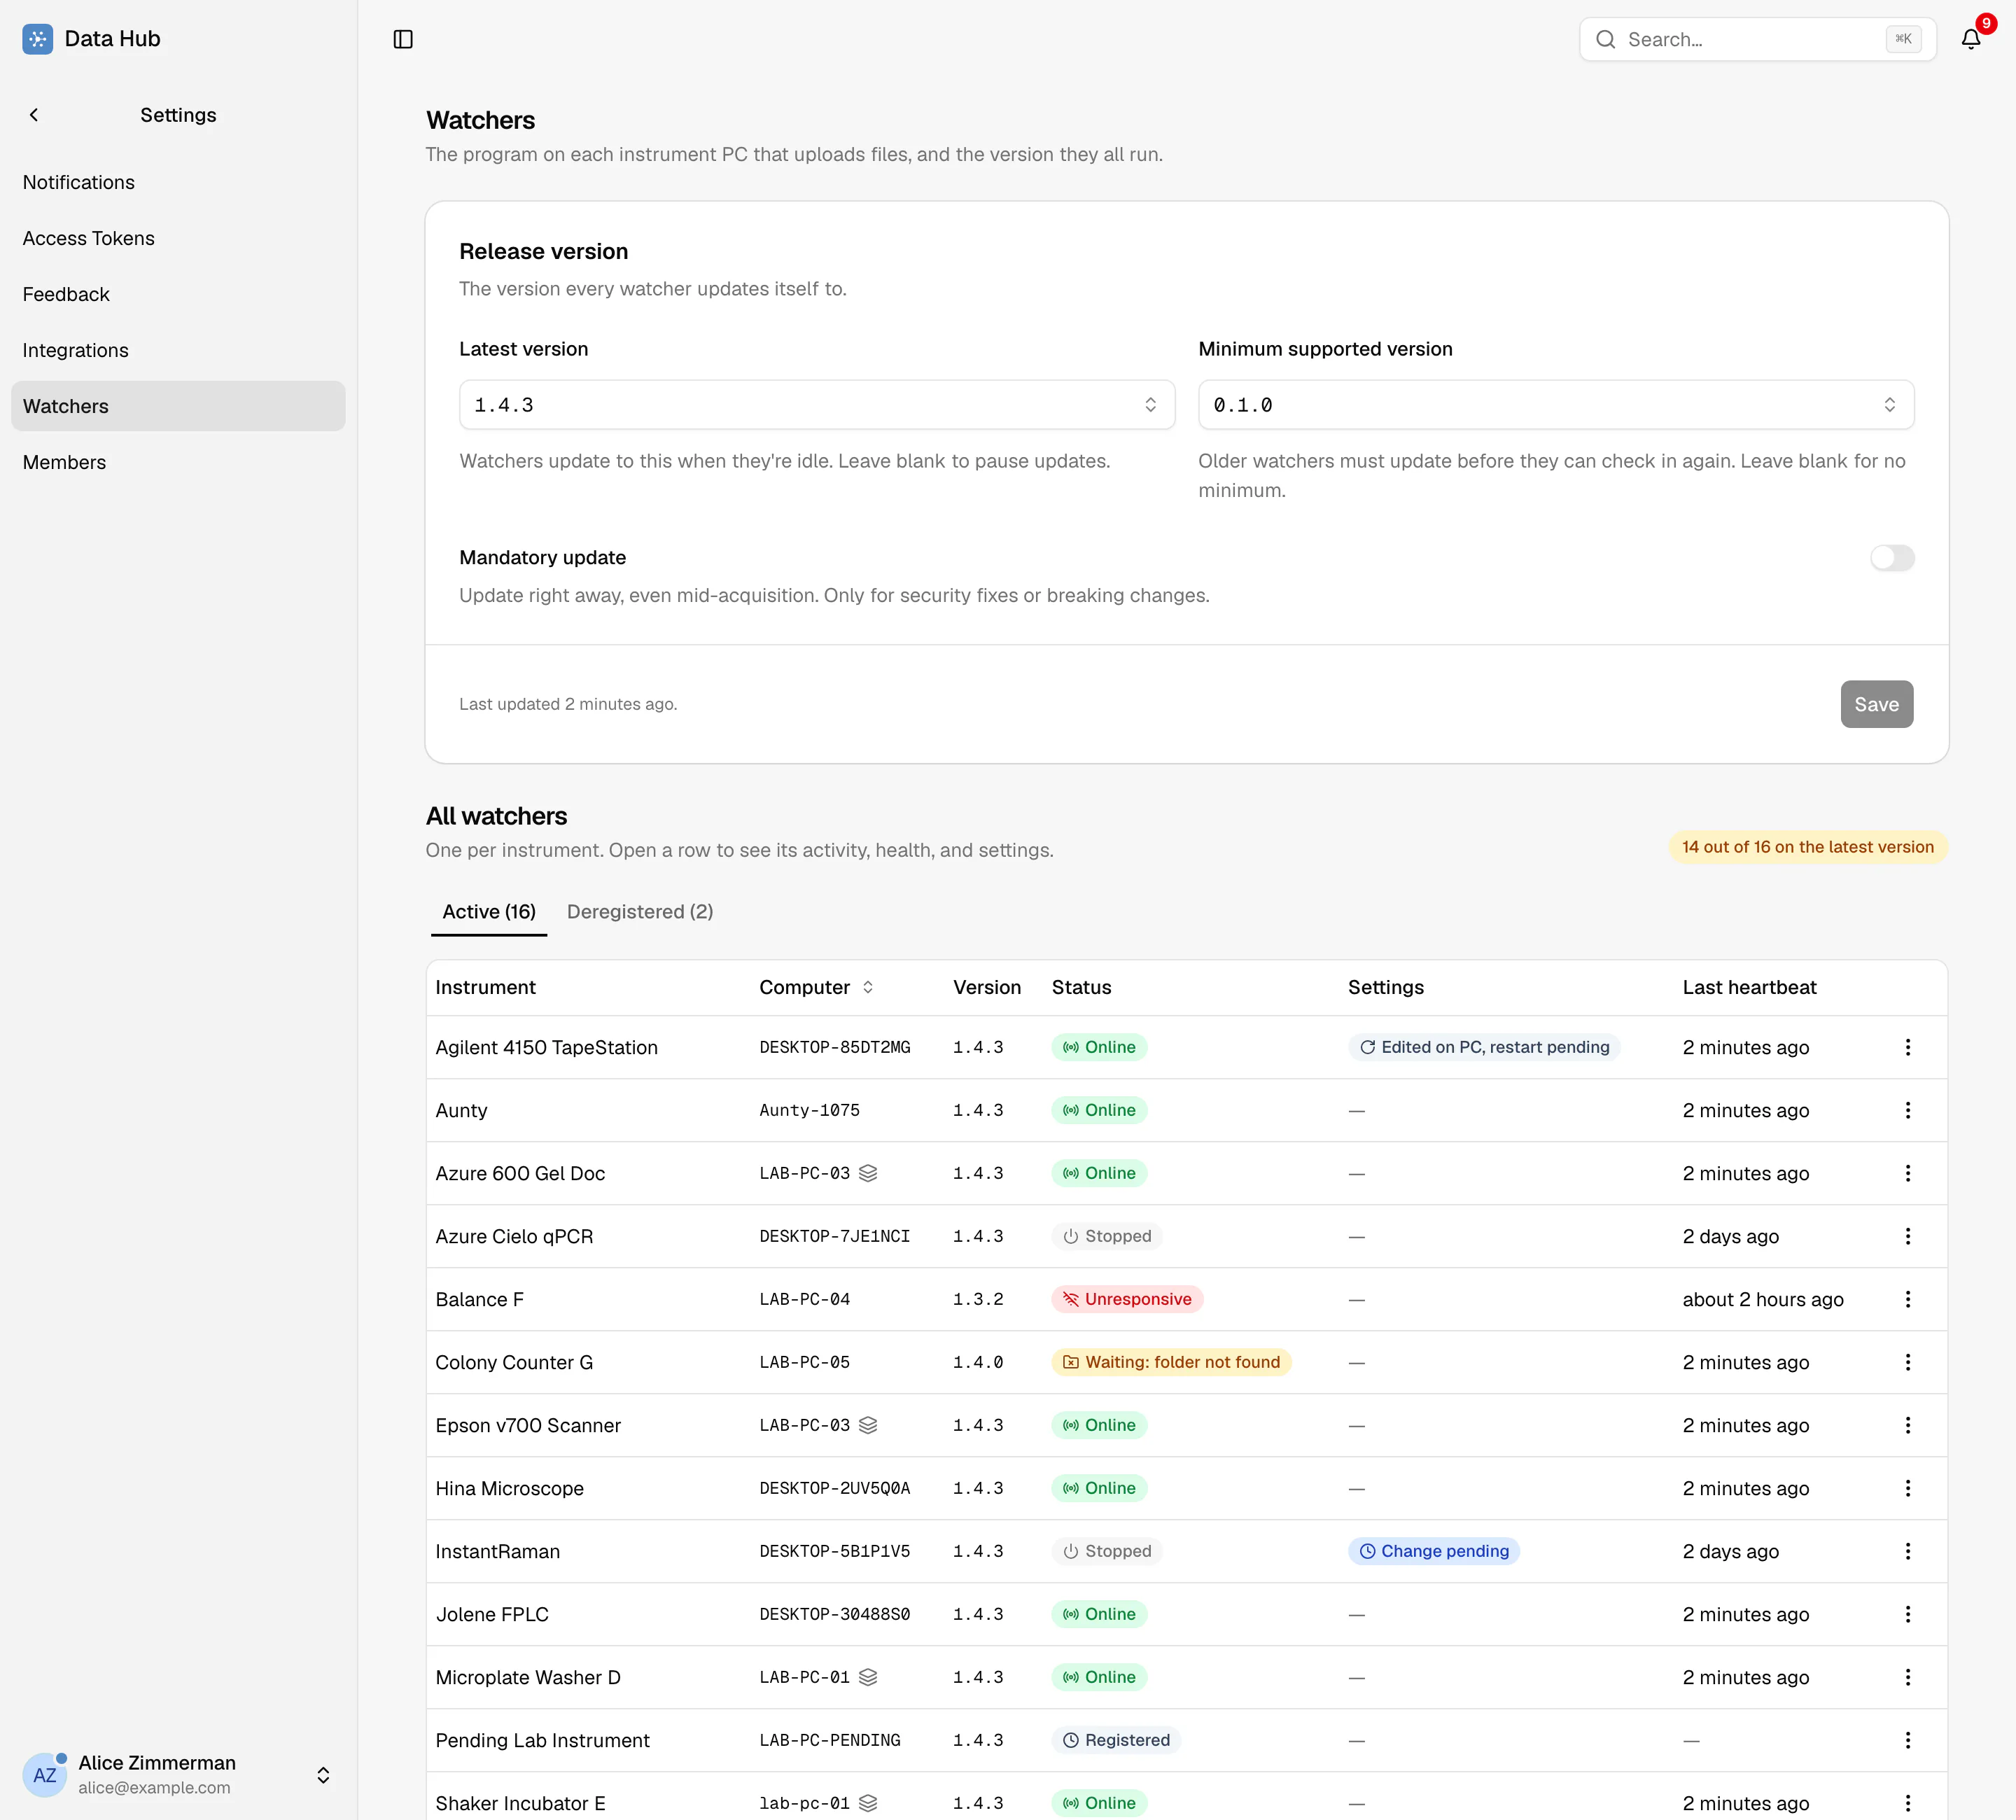 Data Hub
Search...
⌘K
9
Settings
Notifications
Access Tokens
Feedback
Integrations
Watchers
Members
Watchers
The program on each instrument PC that uploads files, and the version they all run.
Release version
The version every watcher updates itself to.
Latest version
1.4.3
Watchers update to this when they're idle. Leave blank to pause updates.
Minimum supported version
0.1.0
Older watchers must update before they can check in again. Leave blank for no
minimum.
Mandatory update
Update right away, even mid-acquisition. Only for security fixes or breaking changes.
Last updated 2 minutes ago.
Save
All watchers
One per instrument. Open a row to see its activity, health, and settings.
14 out of 16 on the latest version
Active (16) Deregistered (2)
Instrument Computer Version Status Settings Last heartbeat
Agilent 4150 TapeStation DESKTOP-85DT2MG 1.4.3 Online Edited on PC, restart pending 2 minutes ago
Aunty Aunty-1075 1.4.3 Online — 2 minutes ago
Azure 600 Gel Doc LAB-PC-03 1.4.3 Online — 2 minutes ago
Azure Cielo qPCR DESKTOP-7JE1NCI 1.4.3 Stopped — 2 days ago
Balance F LAB-PC-04 1.3.2 Unresponsive — about 2 hours ago
Colony Counter G LAB-PC-05 1.4.0 Waiting: folder not found — 2 minutes ago
Epson v700 Scanner LAB-PC-03 1.4.3 Online — 2 minutes ago
Hina Microscope DESKTOP-2UV5Q0A 1.4.3 Online — 2 minutes ago
InstantRaman DESKTOP-5B1P1V5 1.4.3 Stopped Change pending 2 days ago
Jolene FPLC DESKTOP-30488S0 1.4.3 Online — 2 minutes ago
Microplate Washer D LAB-PC-01 1.4.3 Online — 2 minutes ago
Pending Lab Instrument LAB-PC-PENDING 1.4.3 Registered — —
Shaker Incubator E lab-pc-01 1.4.3 Online — 2 minutes ago
AZ
Alice Zimmerman
alice@example.com